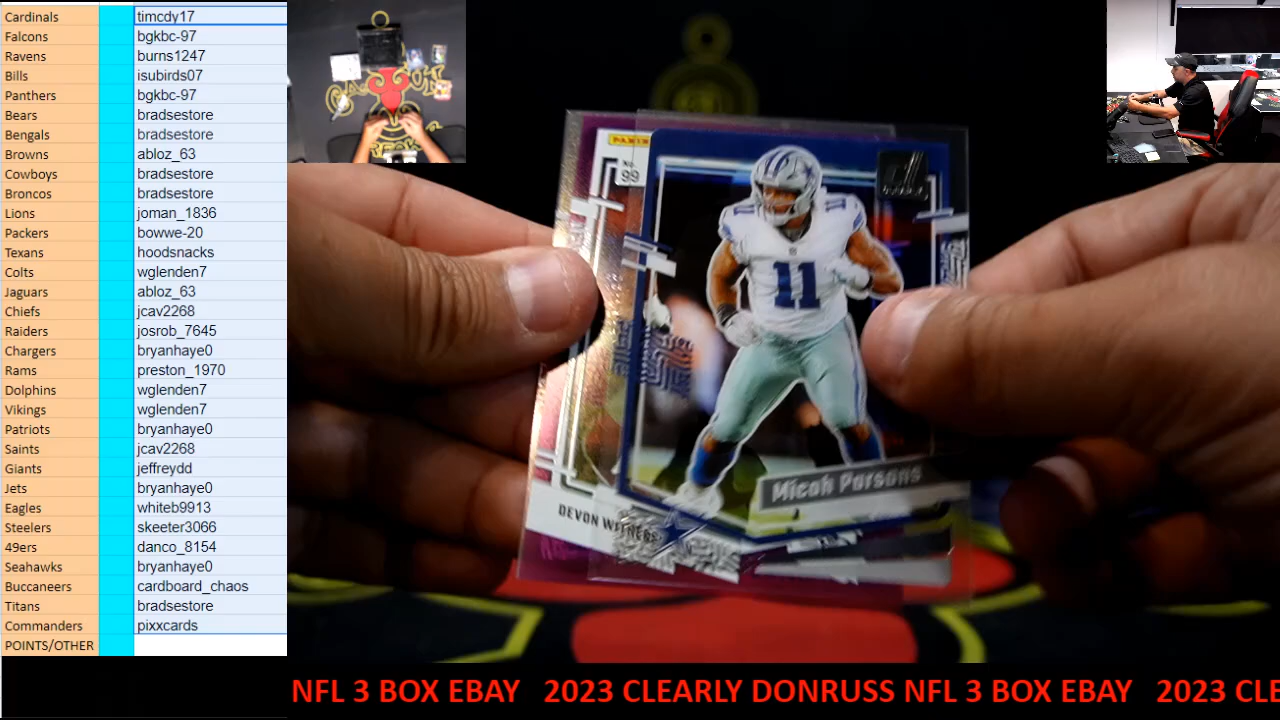 Cardinals timcdy17
Falcons bgkbc-97
Ravens burns1247
Bills isubirds07
Panthers bgkbc-97
Bears bradsestore
Bengals bradsestore
Browns abloz_63
Cowboys bradsestore
Broncos bradsestore
Lions joman_1836
Packers bowwe-20
Texans hoodsnacks
Colts wglenden7
Jaguars abloz_63
Chiefs jcav2268
Raiders josrob_7645
Chargers bryanhaye0
Rams preston_1970
Dolphins wglenden7
Vikings wglenden7
Patriots bryanhaye0
Saints jcav2268
Giants jeffreydd
Jets bryanhaye0
Eagles whiteb9913
Steelers skeeter3066
49ers danco_8154
Seahawks bryanhaye0
Buccaneers cardboard_chaos
Titans bradsestore
Commanders pixxcards
POINTS/OTHER
PANINI
No.
99
11
11
11
Micah Parsons
DEVON
NFL 3 BOX EBAY 2023 CLEARLY DONRUSS NFL 3 BOX EBAY 2023 CLE